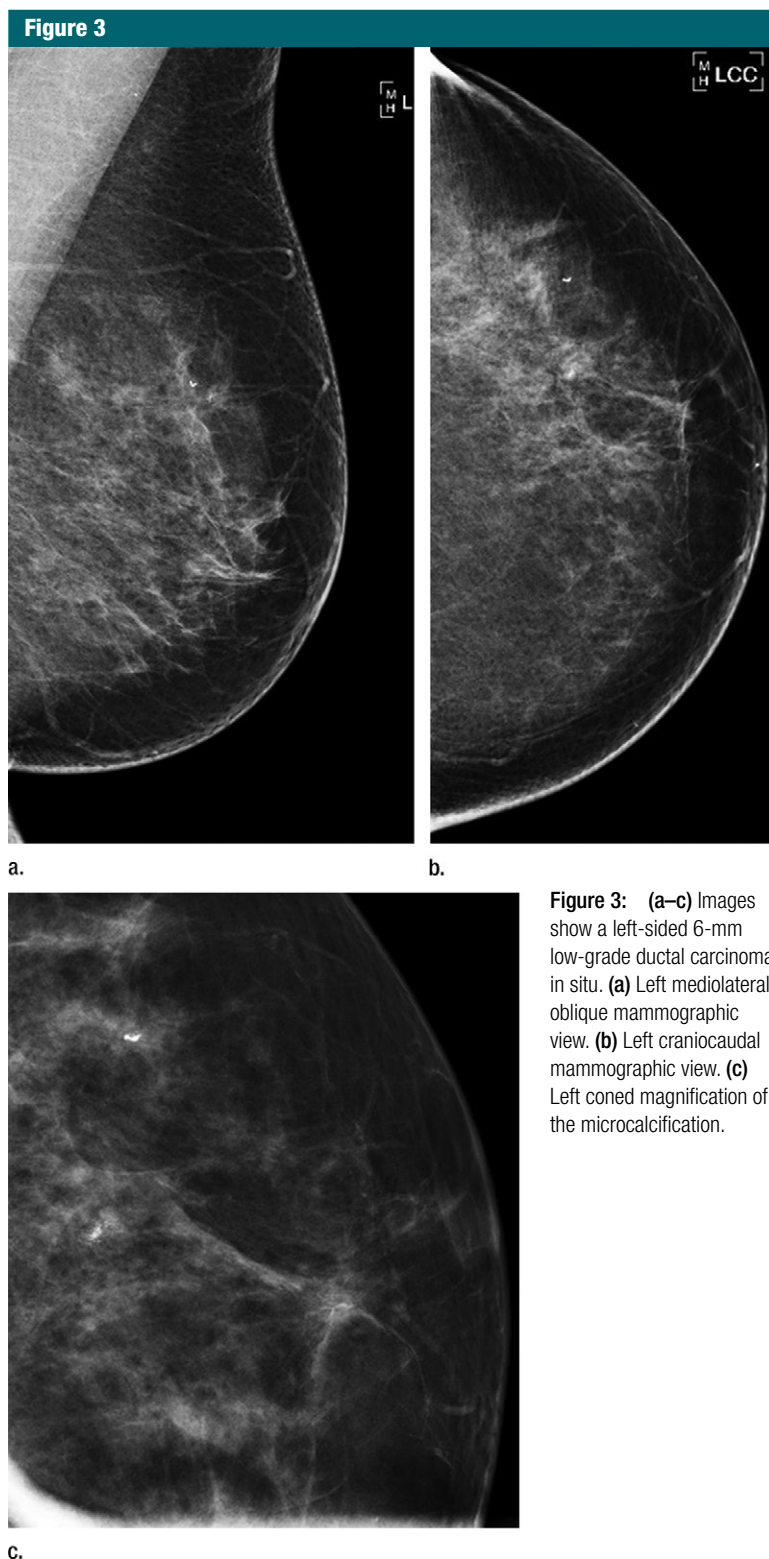 Figure 3
M
H L
M
H LCC
a.
b.
Figure 3: (a–c) Images
show a left-sided 6-mm
low-grade ductal carcinoma
in situ. (a) Left mediolateral
oblique mammographic
view. (b) Left craniocaudal
mammographic view. (c)
Left coned magnification of
the microcalcification.
c.